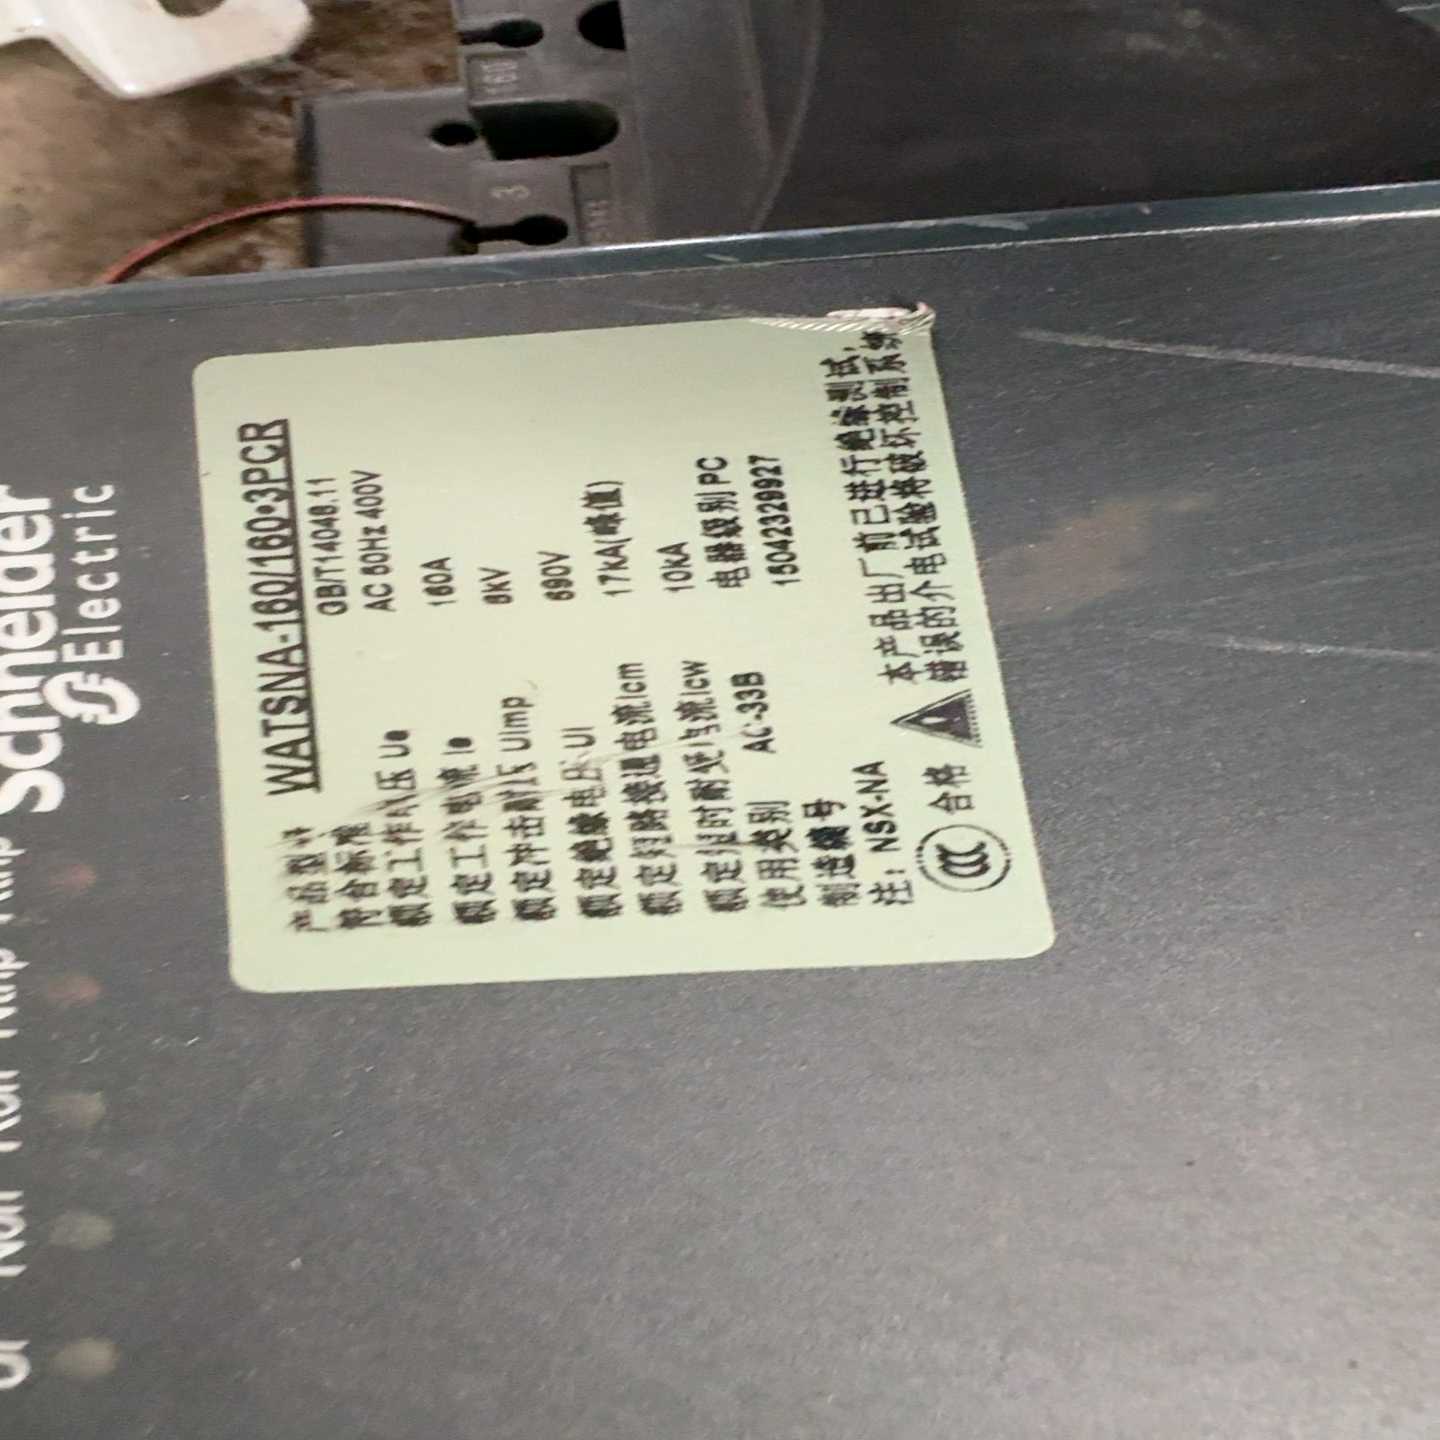 Schneider
Electric
WATSNA-160/160·3PCR
产品型号
符合标准 GB/T14048.11
额定工作电压 Ue AC 50Hz 400V
额定工作电流 Ie 160A
额定冲击耐压 Uimp 8kV
额定绝缘电压 Ui 690V
额定短路接通电流Icm 17kA(峰值)
额定短时耐受电流Icw 10kA
使用类别 AC-33B 电器级别 PC
制造编号 15042329927
注：NSX-NA
本产品出厂前已进行绝缘测试,
错误的介电试验将破坏控制系统
CCC 合格
3